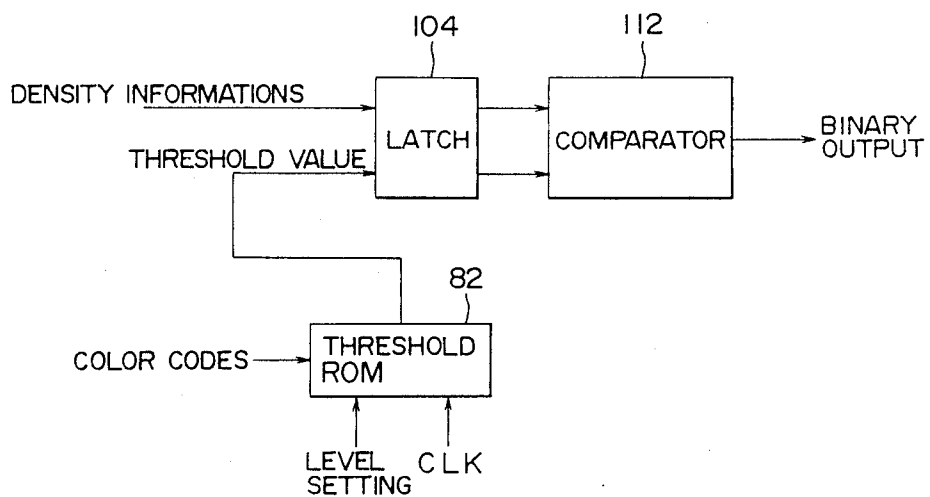 104
112
DENSITY INFORMATIONS
LATCH
COMPARATOR
BINARY
OUTPUT
THRESHOLD VALUE
82
COLOR CODES
THRESHOLD
ROM
LEVEL
SETTING
CLK